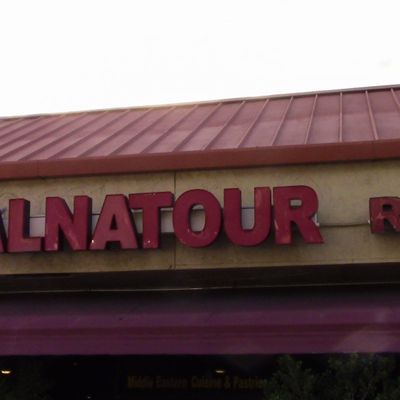 ALNATOUR R
Middle Eastern Cuisine & Pastries